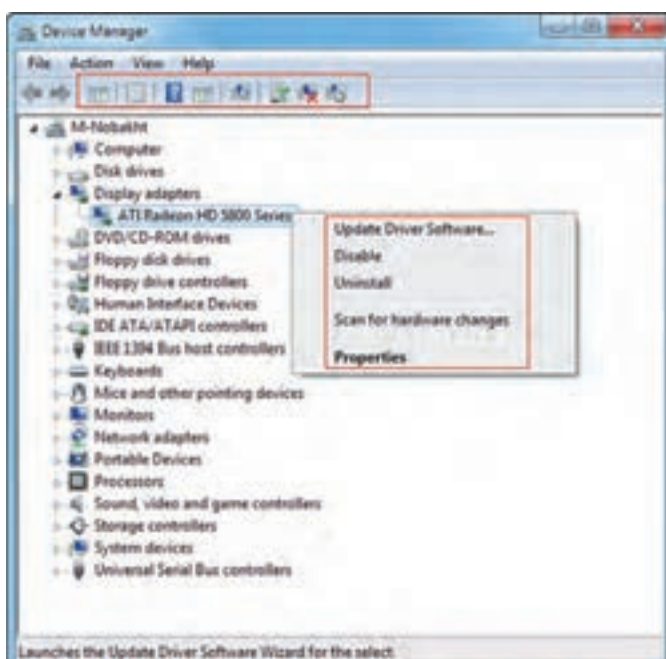 Device Manager
File Action View Help
M-Nobakht
Computer
Disk drives
Display adapters
ATI Radeon HD 5800 Series
DVD/CD-ROM drives
Floppy disk drives
Floppy drive controllers
Human Interface Devices
IDE ATA/ATAPI controllers
IEEE 1394 Bus host controllers
Keyboards
Mice and other pointing devices
Monitors
Network adapters
Portable Devices
Processors
Sound, video and game controllers
Storage controllers
System devices
Universal Serial Bus controllers
Update Driver Software...
Disable
Uninstall
Scan for hardware changes
Properties
Launches the Update Driver Software Wizard for the select